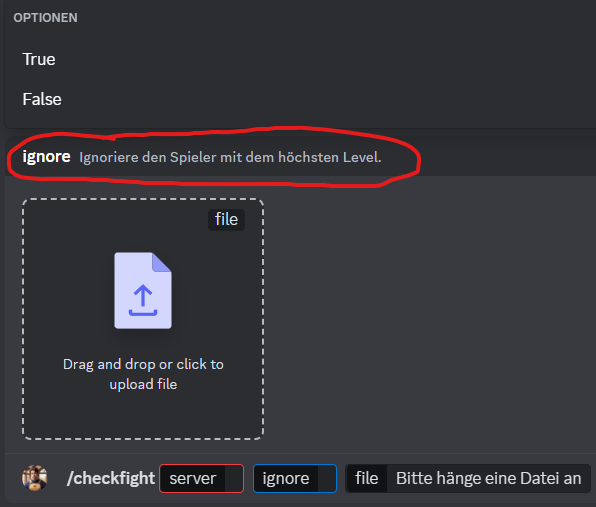 OPTIONEN
True
False
ignore Ignoriere den Spieler mit dem höchsten Level.
file
Drag and drop or click to
upload file
/checkfight server ignore file Bitte hänge eine Datei an